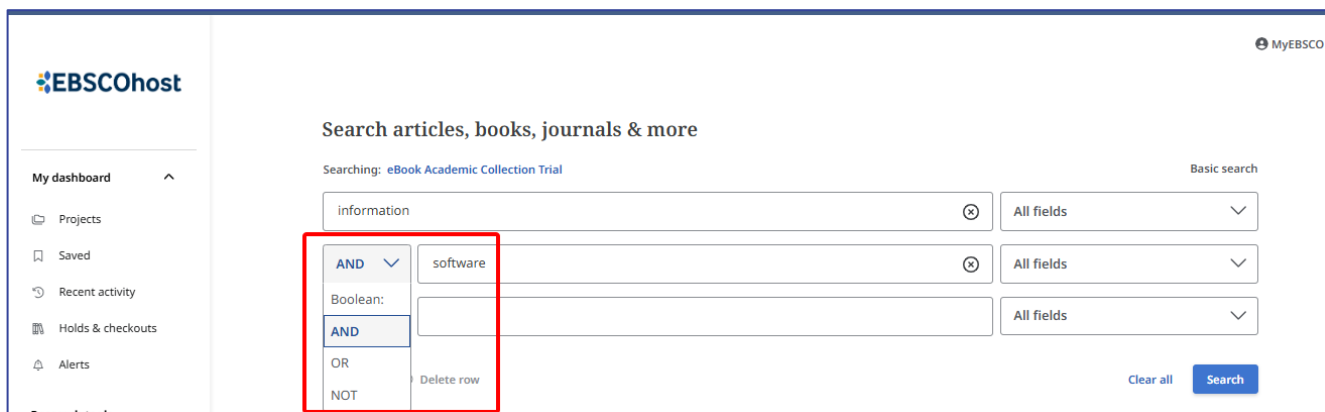 MyEBSCO
EBSCOhost
Search articles, books, journals & more
My dashboard
Searching: eBook Academic Collection Trial
Basic search
Projects
information
All fields
Saved
AND
software
All fields
Recent activity
Boolean:
Holds & checkouts
AND
All fields
Alerts
OR
Delete row
Clear all
Search
NOT